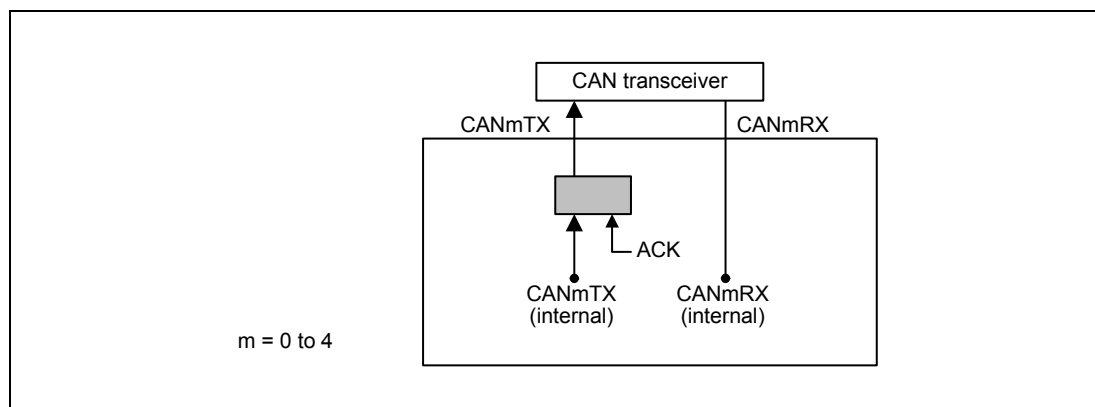 CAN transceiver
CANmTX
CANmRX
ACK
CANmTX
(internal)
CANmRX
(internal)
m = 0 to 4